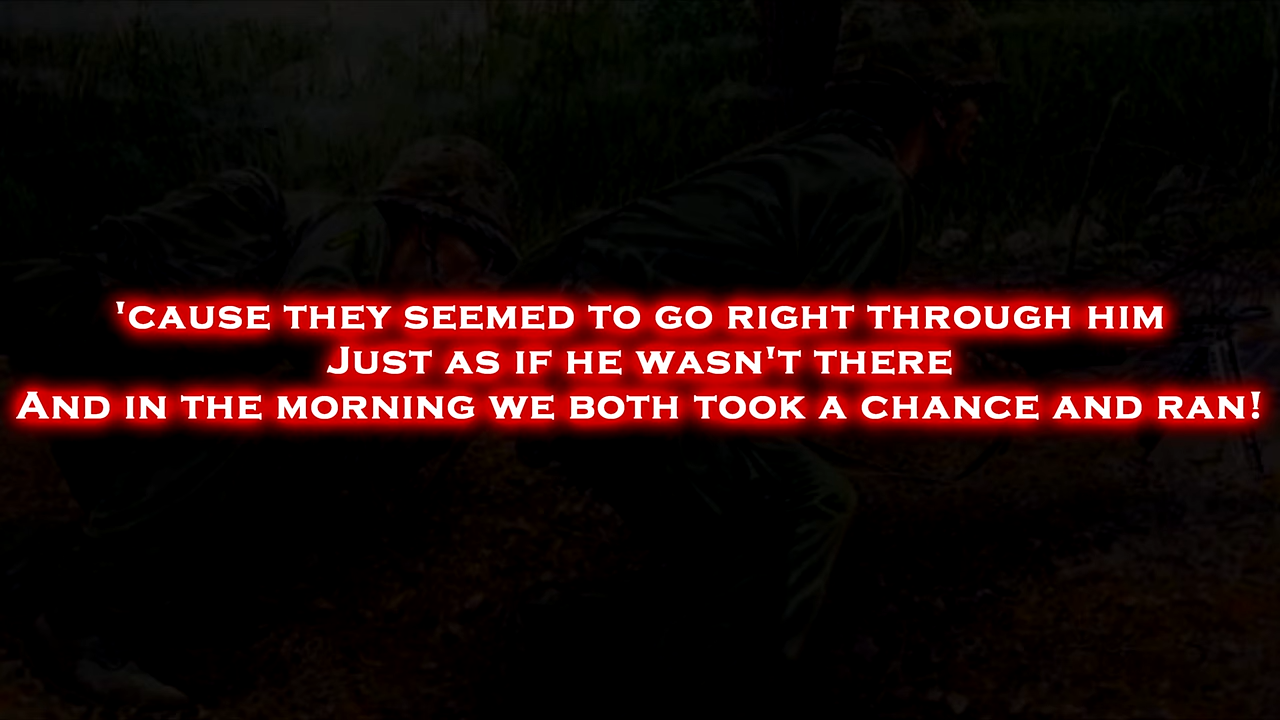 'cause they seemed to go right through him
Just as if he wasn't there
And in the morning we both took a chance and ran!